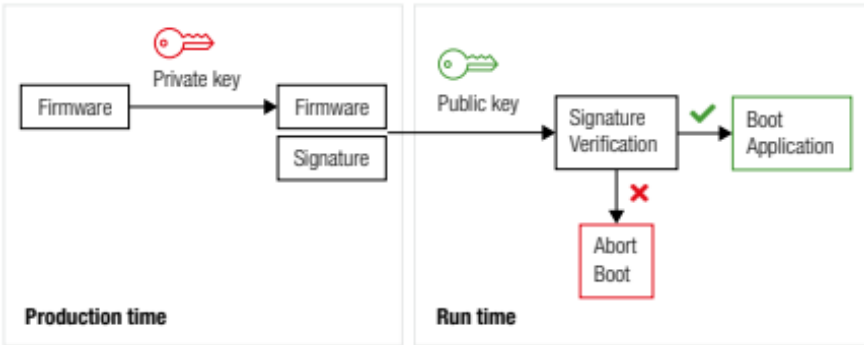 Private key
Firmware
Firmware
Signature
Production time
Public key
Signature
Verification
Boot
Application
Abort
Boot
Run time